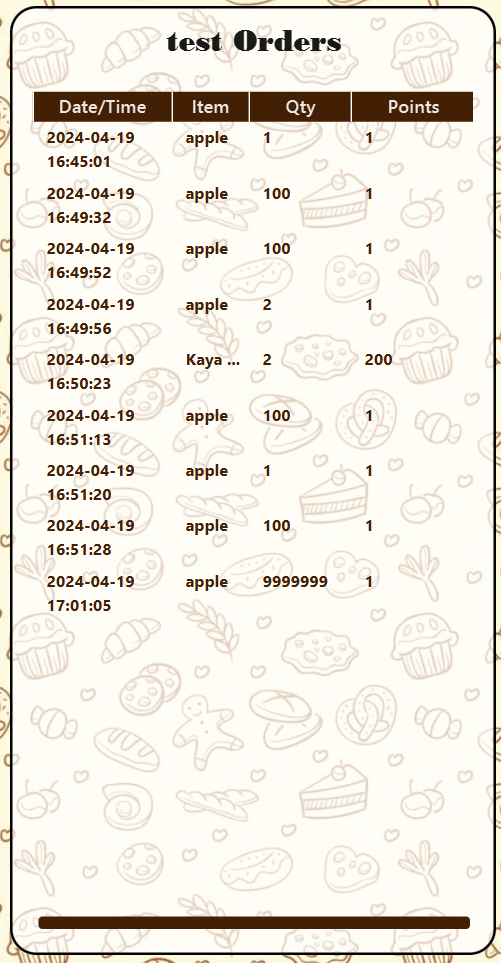 test Orders
Date/Time Item Qty Points
2024-04-19 apple 1 1
16:45:01
2024-04-19 apple 100 1
16:49:32
2024-04-19 apple 100 1
16:49:52
2024-04-19 apple 2 1
16:49:56
2024-04-19 Kaya ... 2 200
16:50:23
2024-04-19 apple 100 1
16:51:13
2024-04-19 apple 1 1
16:51:20
2024-04-19 apple 100 1
16:51:28
2024-04-19 apple 9999999 1
17:01:05